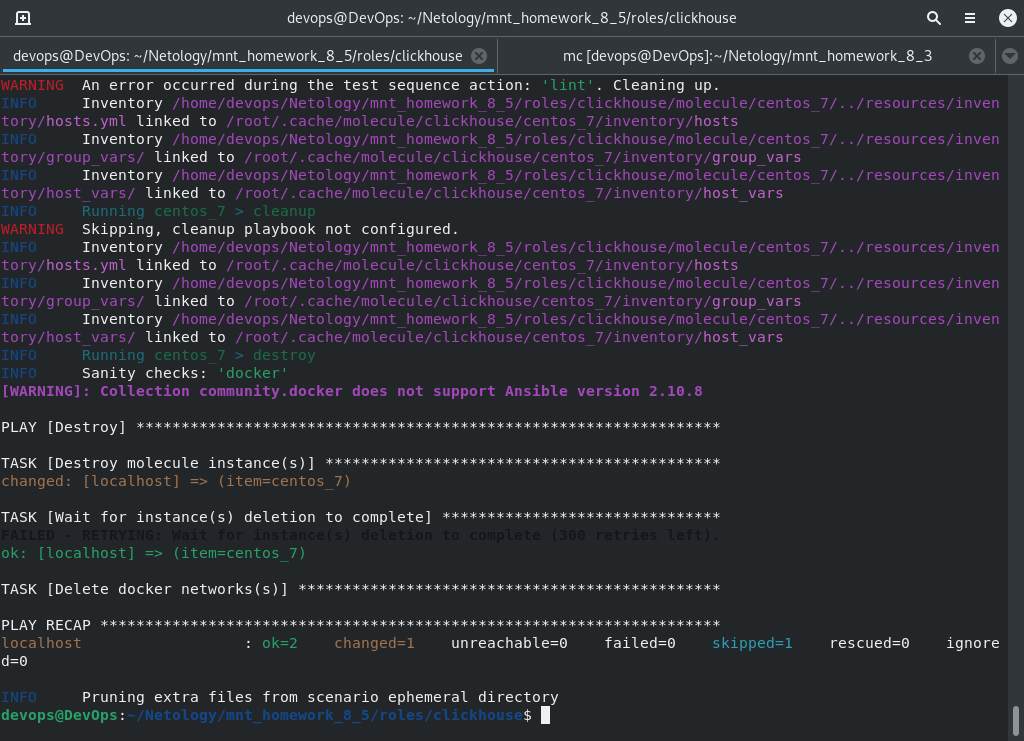 devops@DevOps: ~/Netology/mnt_homework_8_5/roles/clickhouse
devops@DevOps: ~/Netology/mnt_homework_8_5/roles/clickhouse
mc [devops@DevOps]:~/Netology/mnt_homework_8_3
WARNING  An error occurred during the test sequence action: 'lint'. Cleaning up.
INFO     Inventory /home/devops/Netology/mnt_homework_8_5/roles/clickhouse/molecule/centos_7/../resources/inven
tory/hosts.yml linked to /root/.cache/molecule/clickhouse/centos_7/inventory/hosts
INFO     Inventory /home/devops/Netology/mnt_homework_8_5/roles/clickhouse/molecule/centos_7/../resources/inven
tory/group_vars/ linked to /root/.cache/molecule/clickhouse/centos_7/inventory/group_vars
INFO     Inventory /home/devops/Netology/mnt_homework_8_5/roles/clickhouse/molecule/centos_7/../resources/inven
tory/host_vars/ linked to /root/.cache/molecule/clickhouse/centos_7/inventory/host_vars
INFO     Running centos_7 > cleanup
WARNING  Skipping, cleanup playbook not configured.
INFO     Inventory /home/devops/Netology/mnt_homework_8_5/roles/clickhouse/molecule/centos_7/../resources/inven
tory/hosts.yml linked to /root/.cache/molecule/clickhouse/centos_7/inventory/hosts
INFO     Inventory /home/devops/Netology/mnt_homework_8_5/roles/clickhouse/molecule/centos_7/../resources/inven
tory/group_vars/ linked to /root/.cache/molecule/clickhouse/centos_7/inventory/group_vars
INFO     Inventory /home/devops/Netology/mnt_homework_8_5/roles/clickhouse/molecule/centos_7/../resources/inven
tory/host_vars/ linked to /root/.cache/molecule/clickhouse/centos_7/inventory/host_vars
INFO     Running centos_7 > destroy
INFO     Sanity checks: 'docker'
[WARNING]: Collection community.docker does not support Ansible version 2.10.8
PLAY [Destroy] *****************************************************************
TASK [Destroy molecule instance(s)] ********************************************
changed: [localhost] => (item=centos_7)
TASK [Wait for instance(s) deletion to complete] *******************************
FAILED - RETRYING: Wait for instance(s) deletion to complete (300 retries left).
ok: [localhost] => (item=centos_7)
TASK [Delete docker networks(s)] ***********************************************
PLAY RECAP *********************************************************************
localhost                  : ok=2    changed=1    unreachable=0    failed=0    skipped=1    rescued=0    ignore
d=0
INFO     Pruning extra files from scenario ephemeral directory
devops@DevOps:~/Netology/mnt_homework_8_5/roles/clickhouse$